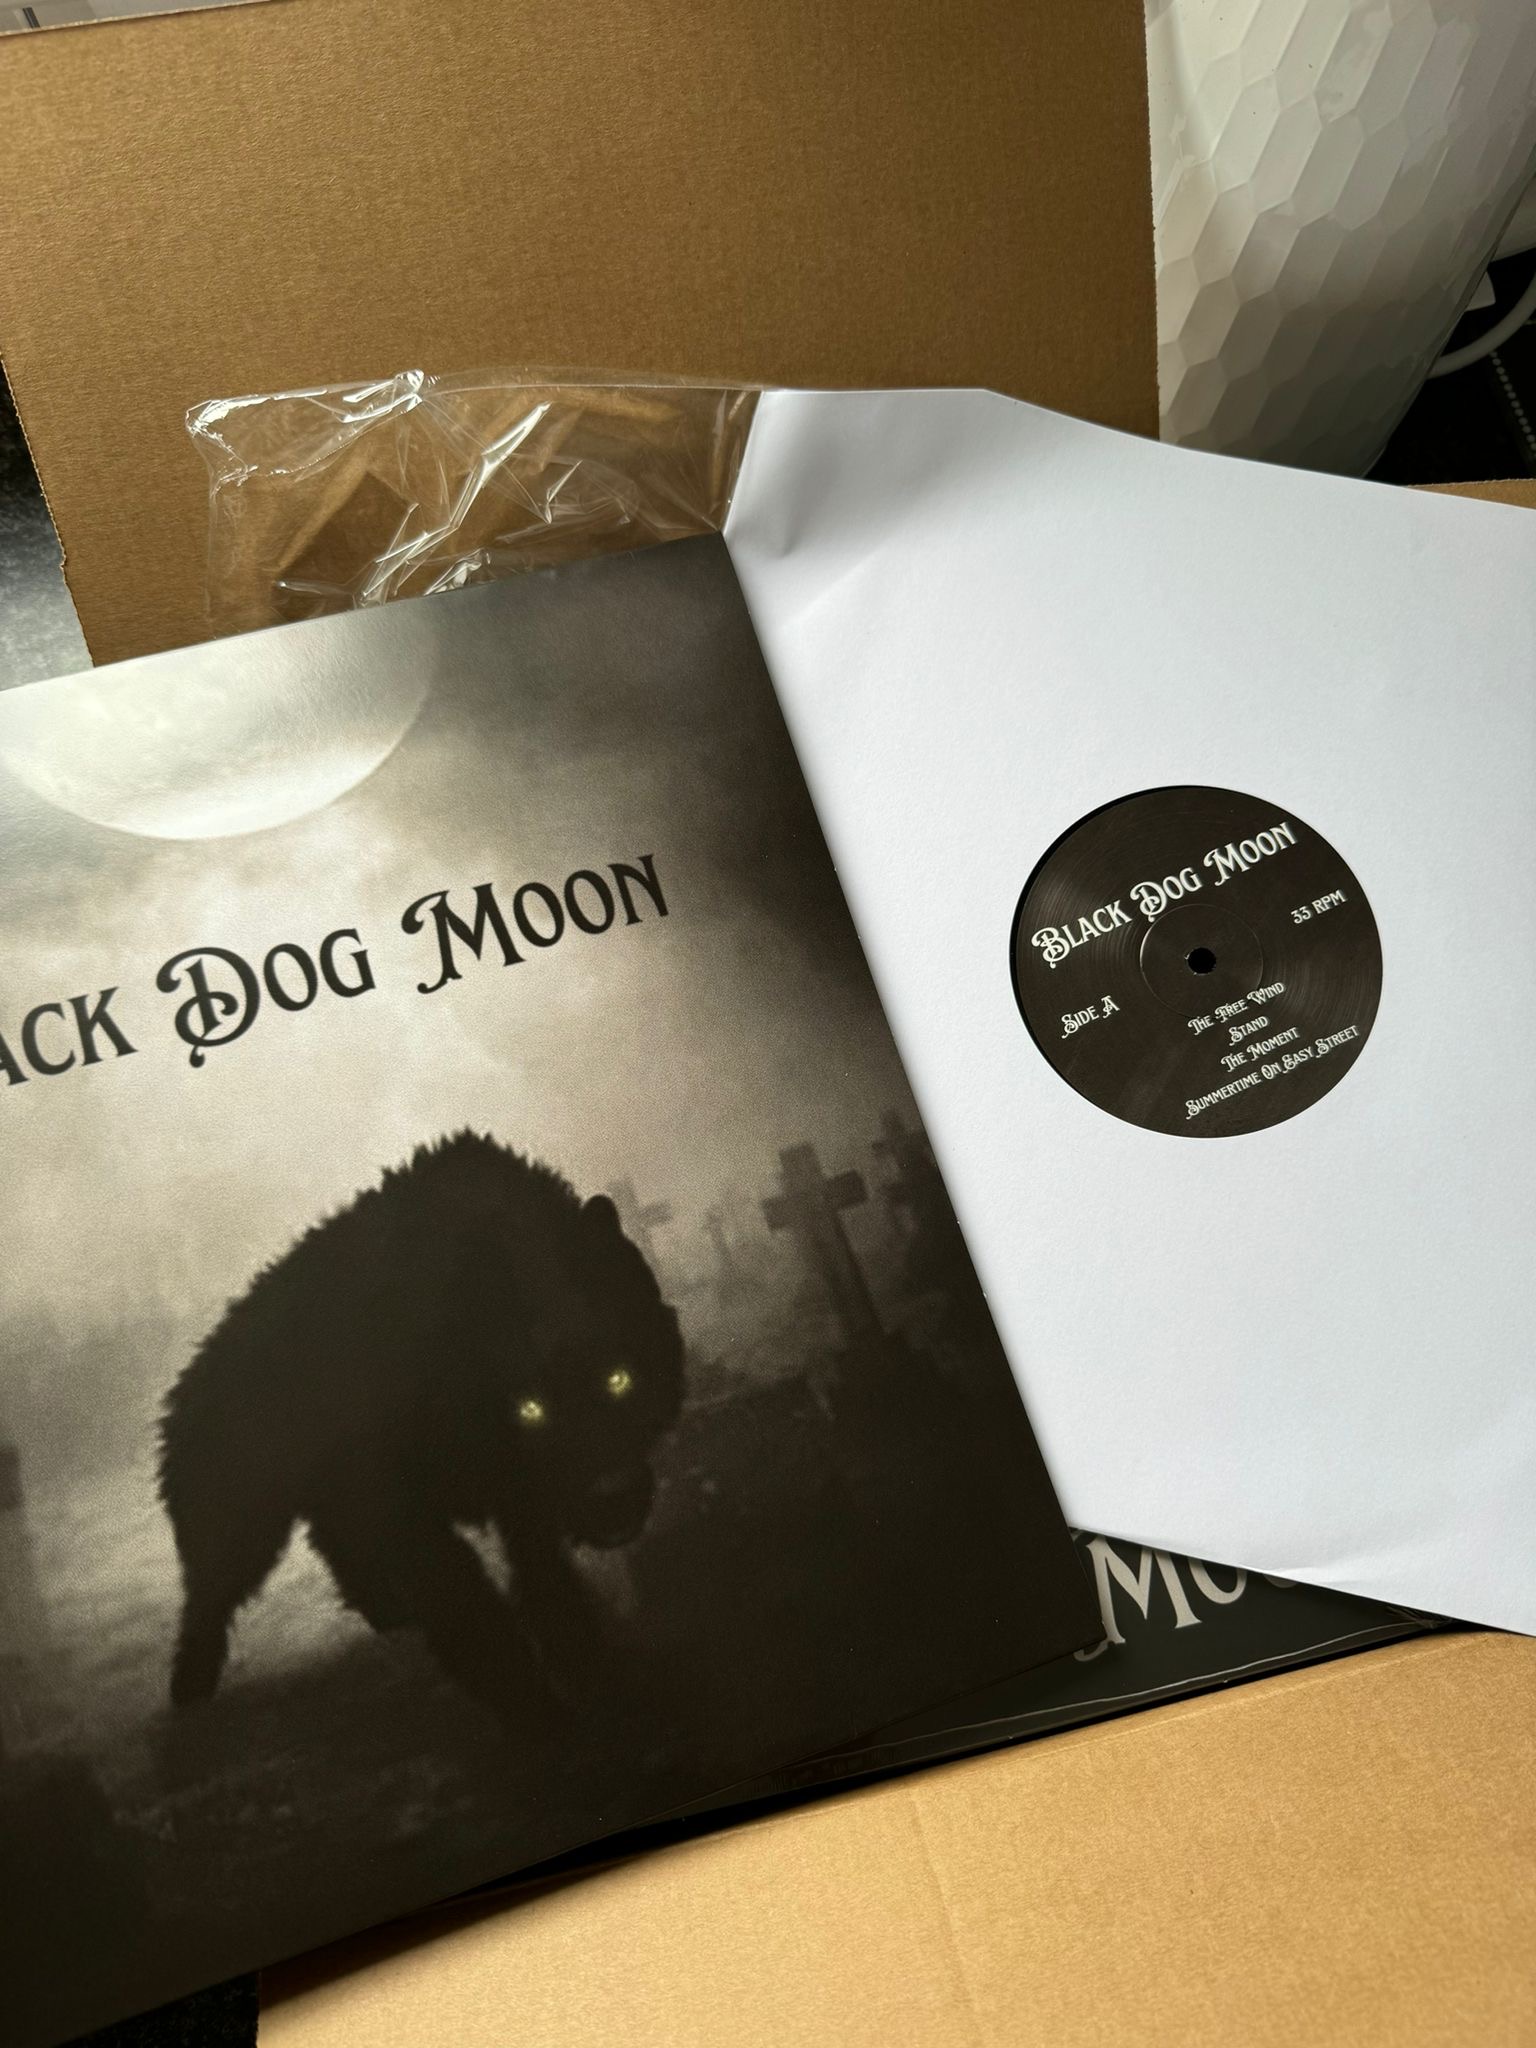 ack Dog Moon
Black Dog Moon
33 RPM
Side A
The Free Wind
Stand
The Moment
Summertime On Easy Street
Moo